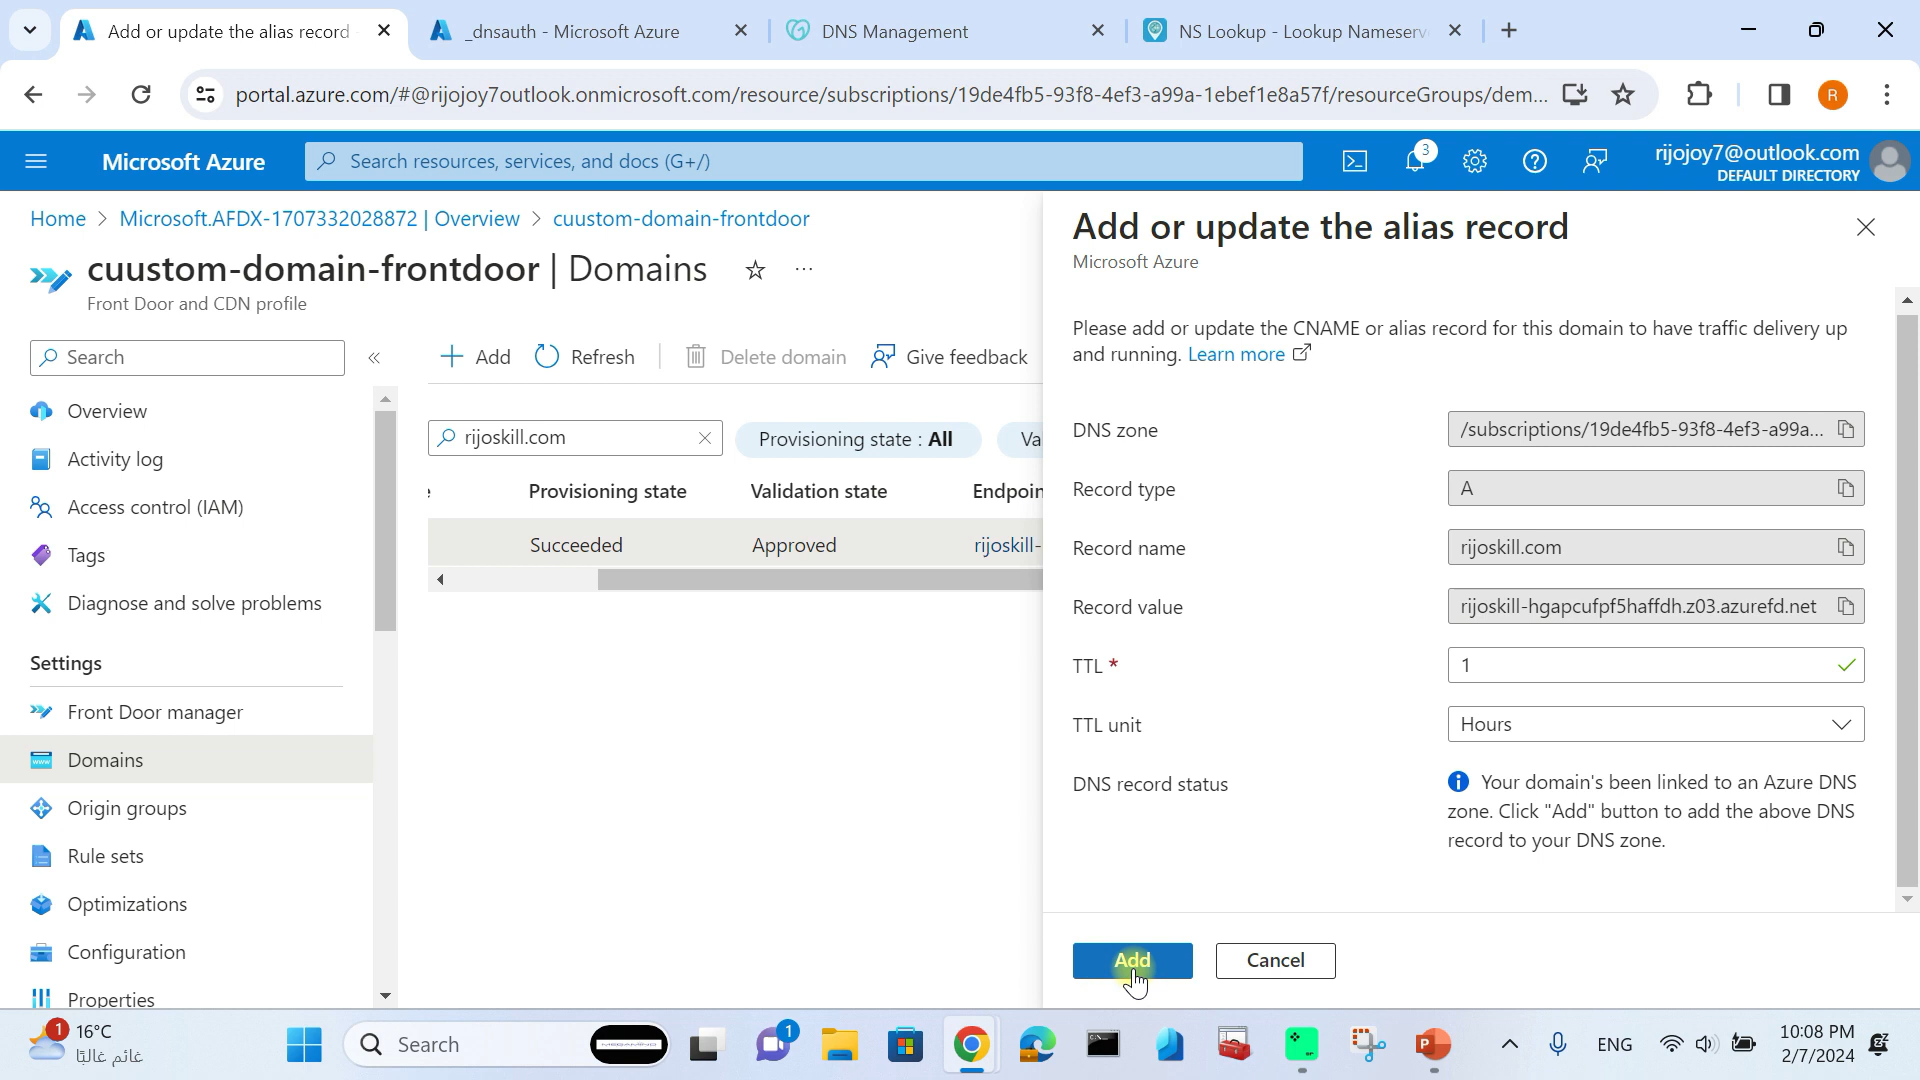 Add or update the alias record
_dnsauth - Microsoft Azure
DNS Management
NS Lookup - Lookup Nameserv
portal.azure.com/#@rijojoy7outlook.onmicrosoft.com/resource/subscriptions/19de4fb5-93f8-4ef3-a99a-1ebef1e8a57f/resourceGroups/dem...
R
Microsoft Azure
Search resources, services, and docs (G+/)
3
rijojoy7@outlook.com
DEFAULT DIRECTORY
Home > Microsoft.AFDX-1707332028872 | Overview > cuustom-domain-frontdoor
cuustom-domain-frontdoor | Domains
Front Door and CDN profile
Search
Overview
Activity log
Access control (IAM)
Tags
Diagnose and solve problems
Settings
Front Door manager
Domains
Origin groups
Rule sets
Optimizations
Configuration
Properties
Add
Refresh
Delete domain
Give feedback
rijoskill.com
Provisioning state : All
Va
Provisioning state
Validation state
Endpoin
Succeeded
Approved
rijoskill-
Add or update the alias record
Microsoft Azure
Please add or update the CNAME or alias record for this domain to have traffic delivery up
and running. Learn more
DNS zone
/subscriptions/19de4fb5-93f8-4ef3-a99a...
Record type
A
Record name
rijoskill.com
Record value
rijoskill-hgapcufpf5haffdh.z03.azurefd.net
TTL *
1
TTL unit
Hours
DNS record status
Your domain's been linked to an Azure DNS
zone. Click "Add" button to add the above DNS
record to your DNS zone.
Add
Cancel
1
16°C
غائم غالبًا
Search
1
ENG
10:08 PM
2/7/2024